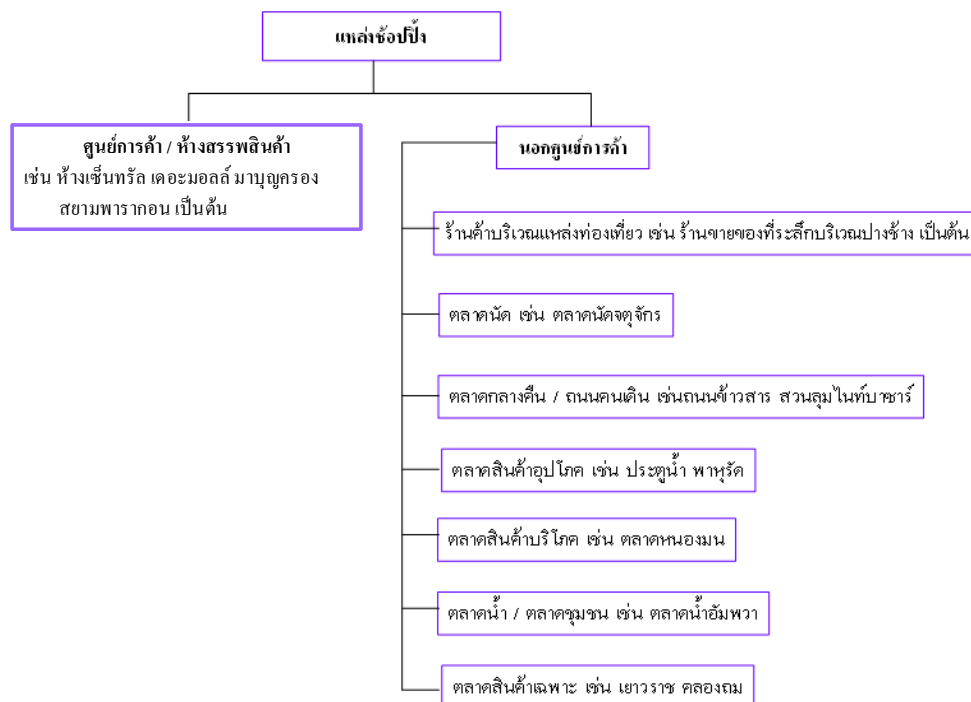 แหล่งช้อปปิ้ง
ศูนย์การค้า / ห้างสรรพสินค้า
เช่น ห้างเซ็นทรัล เดอะมอลล์ มาบุญครอง
สยามพารากอน เป็นต้น
นอกศูนย์การค้า
ร้านค้าบริเวณแหล่งท่องเที่ยว เช่น ร้านขายของที่ระลึกบริเวณปางช้าง เป็นต้น
ตลาดนัด เช่น ตลาดนัดจตุจักร
ตลาดกลางคืน / ถนนคนเดิน เช่นถนนข้าวสาร สวนลุมไนท์บาซาร์
ตลาดสินค้าอุปโภค เช่น ประตูน้ำ พาหุรัด
ตลาดสินค้าบริโภค เช่น ตลาดหนองมน
ตลาดน้ำ / ตลาดชุมชน เช่น ตลาดน้ำอัมพวา
ตลาดสินค้าเฉพาะ เช่น เยาวราช คลองถม